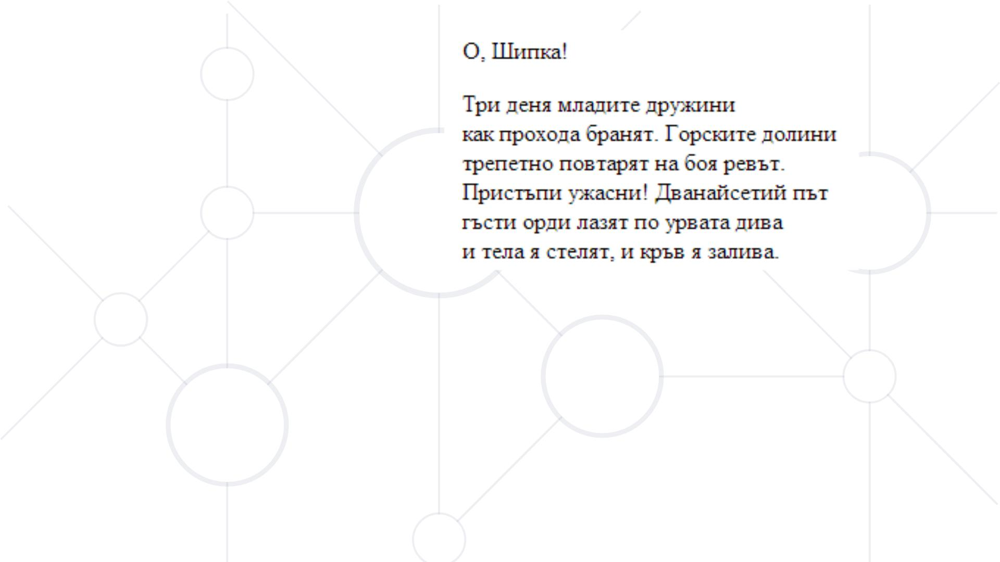 О, Шипка!
Три деня младите дружини
как прохода бранят. Горските долини
трепетно повтарят на боя ревът.
Пристъпи ужасни! Дванайсетий път
гъсти орди лазят по урвата дива
и тела я стелят, и кръв я залива.